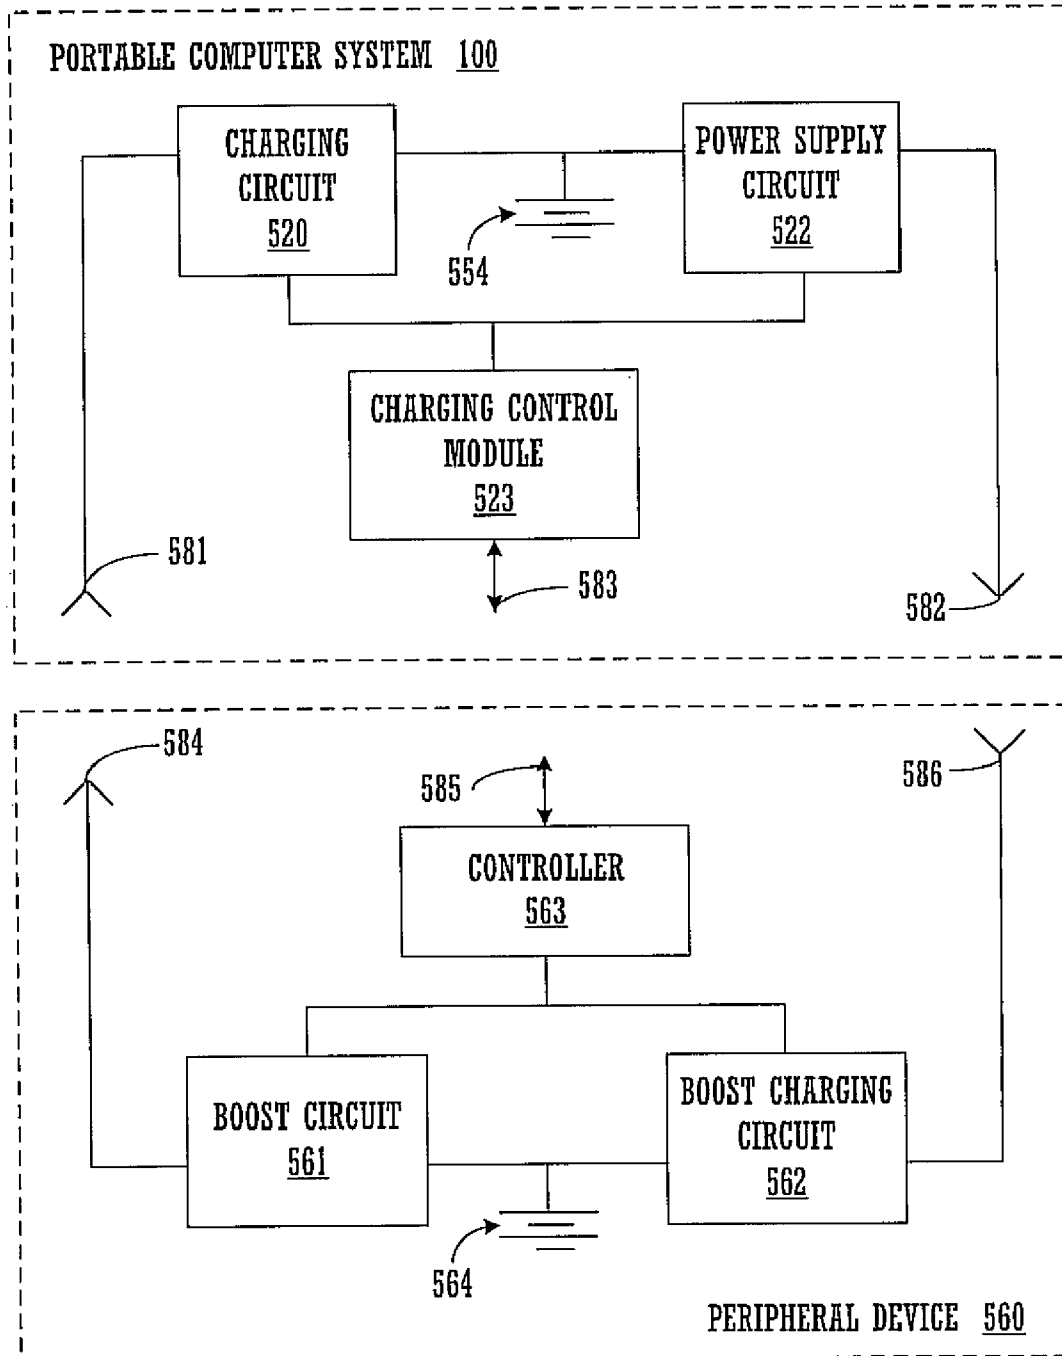 PORTABLE COMPUTER SYSTEM 100
CHARGING
CIRCUIT
520
POWER SUPPLY
CIRCUIT
522
554
CHARGING CONTROL
MODULE
523
581
583
582
584
585
586
CONTROLLER
563
BOOST CIRCUIT
561
BOOST CHARGING
CIRCUIT
562
564
PERIPHERAL DEVICE 560